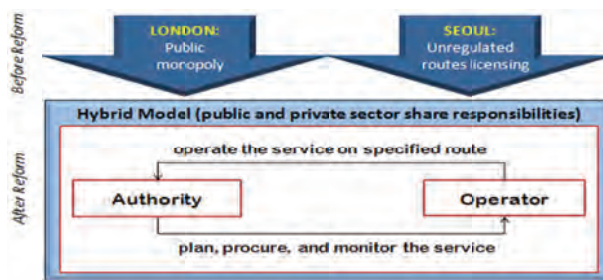 Before Reform
LONDON:
Public
monopoly
SEOUL:
Unregulated
routes licensing
After Reform
Hybrid Model (public and private sector share responsibilities)
operate the service on specified route
Authority
Operator
plan, procure, and monitor the service